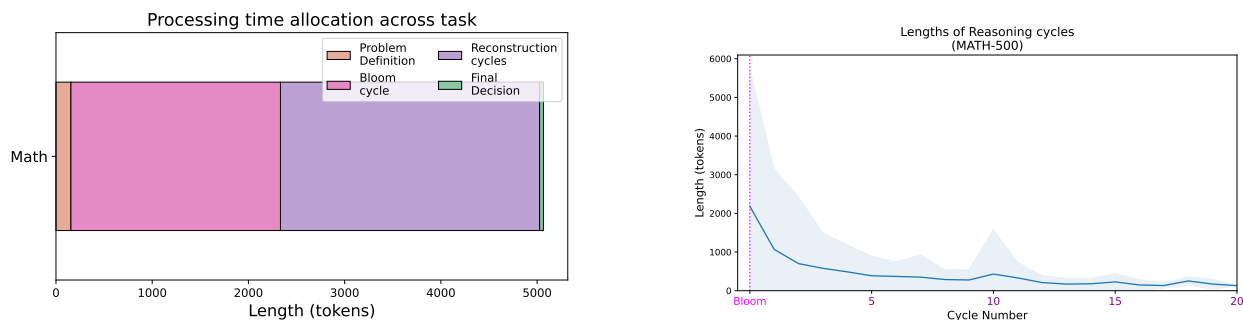 Processing time allocation across task
Problem
Definition
Bloom
cycle
Reconstruction
cycles
Final
Decision
Math
0 1000 2000 3000 4000 5000
Length (tokens)
Lengths of Reasoning cycles
(MATH-500)
6000
5000
4000
3000
2000
1000
0
Length (tokens)
Bloom 5 10 15 20
Cycle Number